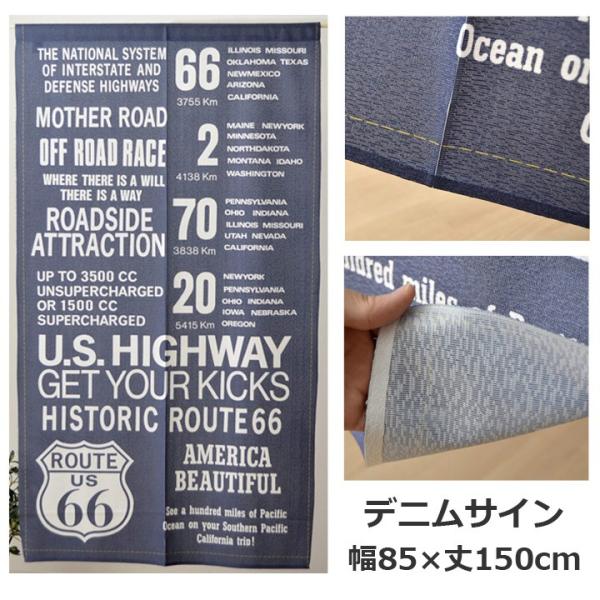 THE NATIONAL SYSTEM
OF INTERSTATE AND
DEFENSE HIGHWAYS
MOTHER ROAD
OFF ROAD RACE
WHERE THERE IS A WILL
THERE IS A WAY
ROADSIDE
ATTRACTION
UP TO 3500 CC
UNSUPERCHARGED
OR 1500 CC
SUPERCHARGED
66
3755 Km
ILLINOIS MISSOURI
OKLAHOMA TEXAS
NEWMEXICO
ARIZONA
CALIFORNIA
2
4138 Km
MAINE NEWYORK
MINNESOTA
NORTHDAKOTA
MONTANA IDAHO
WASHINGTON
70
3838 Km
PENNSYLVANIA
OHIO INDIANA
ILLINOIS MISSOURI
UTAH NEVADA
CALIFORNIA
20
5415 Km
NEWYORK
PENNSYLVANIA
OHIO INDIANA
IOWA NEBRASKA
OREGON
U.S. HIGHWAY
GET YOUR KICKS
HISTORIC ROUTE 66
ROUTE
US
66
AMERICA
BEAUTIFUL
See a hundred miles of Pacific
Ocean on your Southern Pacific
California trip!
Ocean on
hundred miles of
デニムサイン
幅85×丈150cm